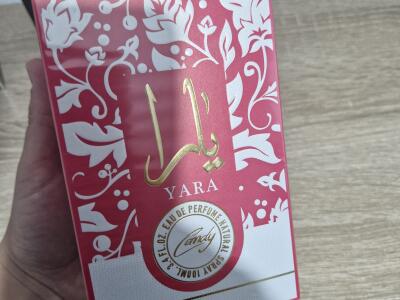 يارا
YARA
3.4 FL.OZ. EAU DE PERFUME NATURAL SPRAY 100ML.
Candy